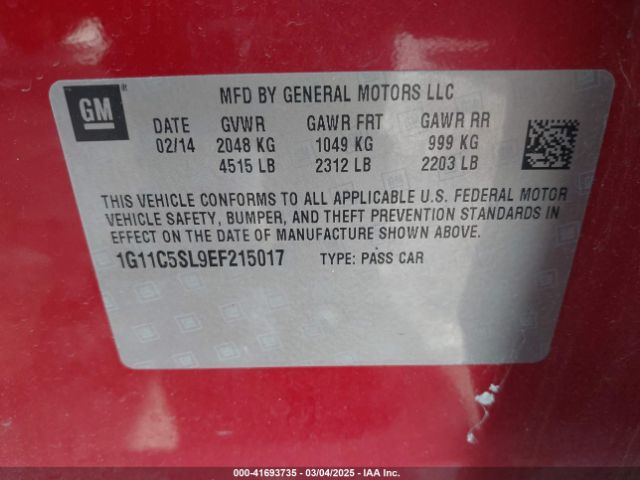 GM
MFD BY GENERAL MOTORS LLC
DATE GVWR GAWR FRT GAWR RR
02/14 2048 KG 1049 KG 999 KG
4515 LB 2312 LB 2203 LB
THIS VEHICLE CONFORMS TO ALL APPLICABLE U.S. FEDERAL MOTOR
VEHICLE SAFETY, BUMPER, AND THEFT PREVENTION STANDARDS IN
EFFECT ON THE DATE OF MANUFACTURE SHOWN ABOVE.
1G11C5SL9EF215017 TYPE: PASS CAR
000-41693735 - 03/04/2025 - IAA Inc.